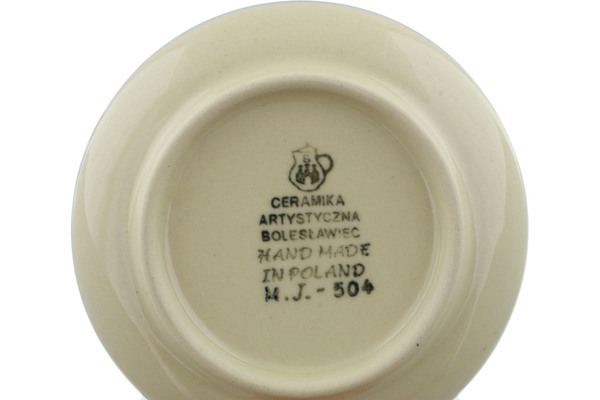 CERAMIKA
ARTYSTYCZNA
BOLESŁAWIEC
HAND MADE
IN POLAND
M.J.-504